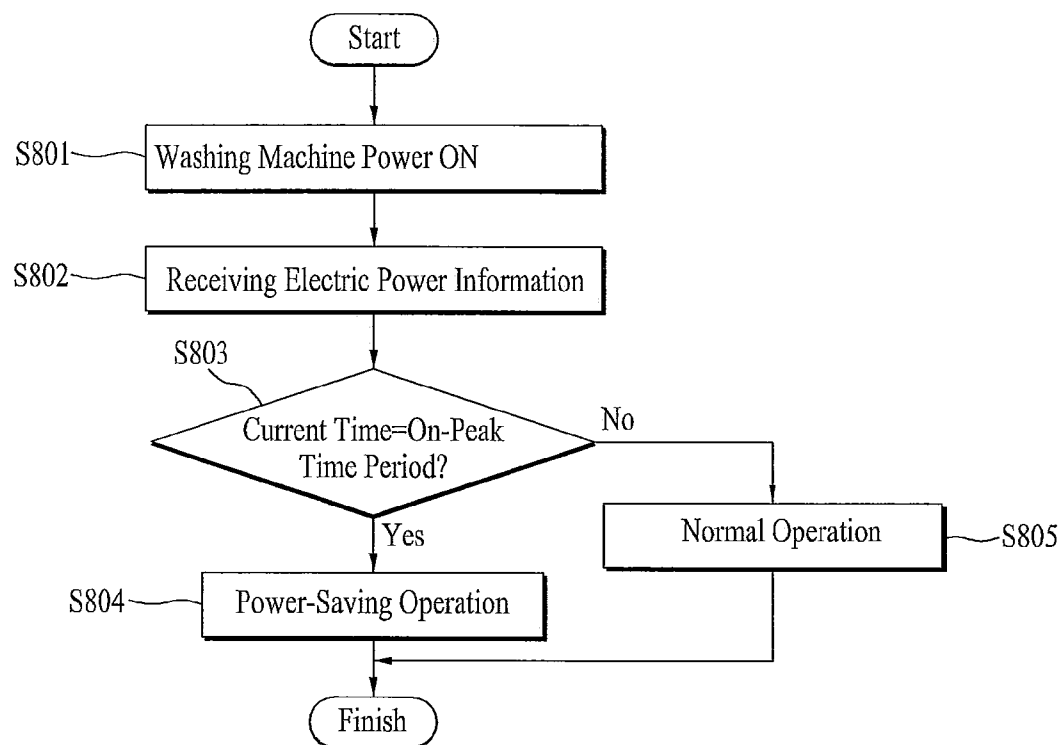 Start
S801
Washing Machine Power ON
S802
Receiving Electric Power Information
S803
Current Time=On-Peak
Time Period?
No
Yes
Normal Operation
S805
S804
Power-Saving Operation
Finish